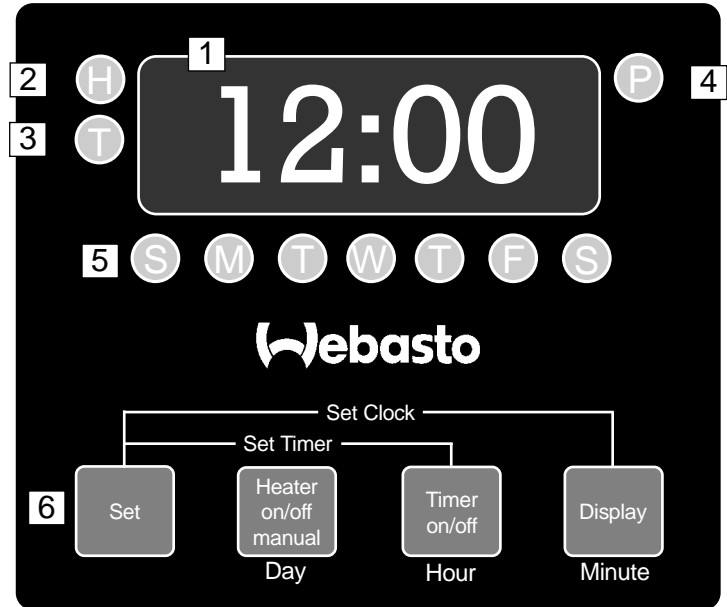 1
2 H 12:00 P 4
3 T
5 S M T W T F S
Webasto
Set Clock
Set Timer
6 Set Heater on/off manual Timer on/off Display
Day Hour Minute